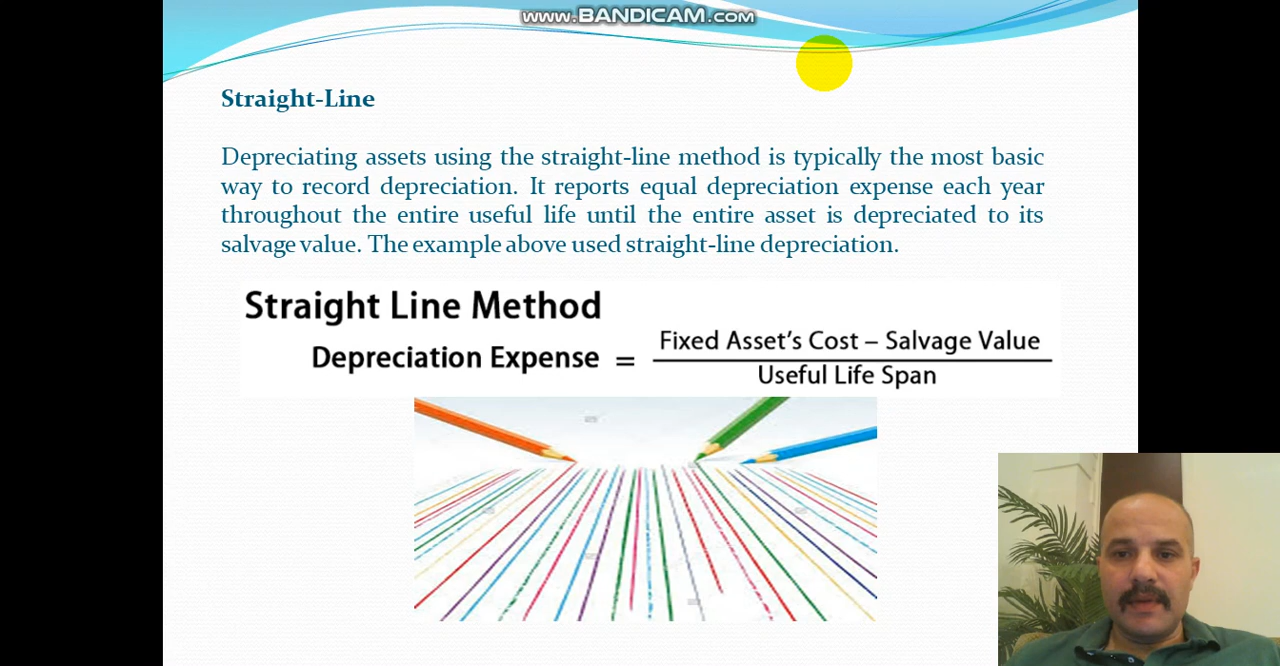 www.BANDICAM.com
Straight-Line
Depreciating assets using the straight-line method is typically the most basic
way to record depreciation. It reports equal depreciation expense each year
throughout the entire useful life until the entire asset is depreciated to its
salvage value. The example above used straight-line depreciation.
Straight Line Method
Depreciation Expense = Fixed Asset's Cost – Salvage Value
Useful Life Span